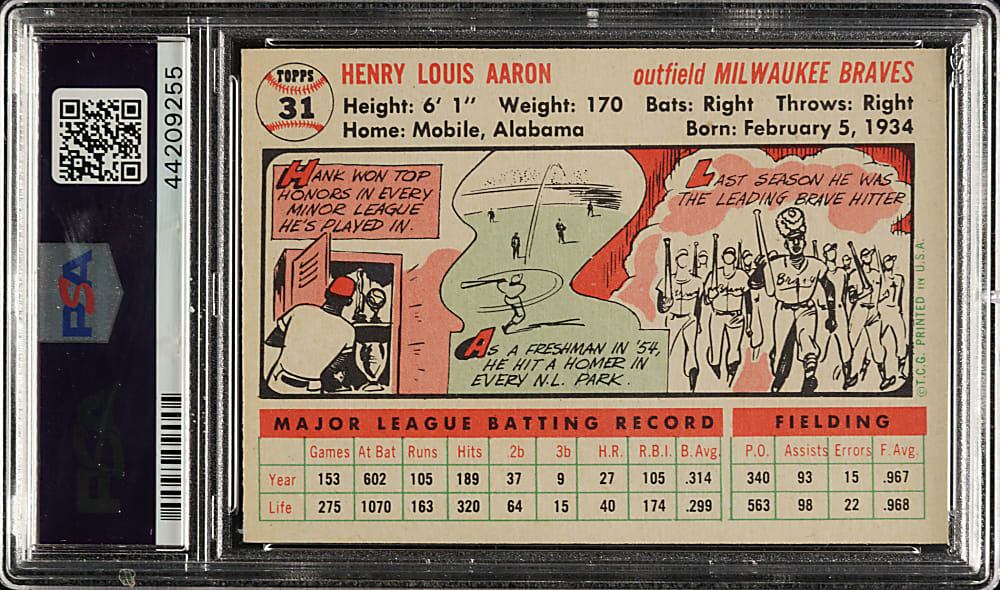 44209255
PSA
PSA
TOPPS
31
HENRY LOUIS AARON
outfield MILWAUKEE BRAVES
Height: 6' 1" Weight: 170 Bats: Right Throws: Right
Home: Mobile, Alabama Born: February 5, 1934
HANK WON TOP
HONORS IN EVERY
MINOR LEAGUE
HE'S PLAYED IN.
AS A FRESHMAN IN '54,
HE HIT A HOMER IN
EVERY N.L. PARK.
LAST SEASON HE WAS
THE LEADING BRAVE HITTER
Braves
©T.C.G. PRINTED IN U.S.A.
MAJOR LEAGUE BATTING RECORD FIELDING
Games At Bat Runs Hits 2b 3b H.R. R.B.I. B. Avg. P.O. Assists Errors F. Avg.
Year 153 602 105 189 37 9 27 105 .314 340 93 15 .967
Life 275 1070 163 320 64 15 40 174 .299 563 98 22 .968